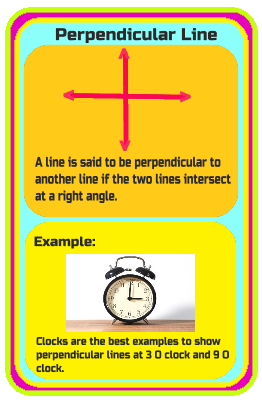 Perpendicular Line
A line is said to be perpendicular to
another line if the two lines intersect
at a right angle.
Example:
Clocks are the best examples to show
perpendicular lines at 3 O clock and 9 O
clock.